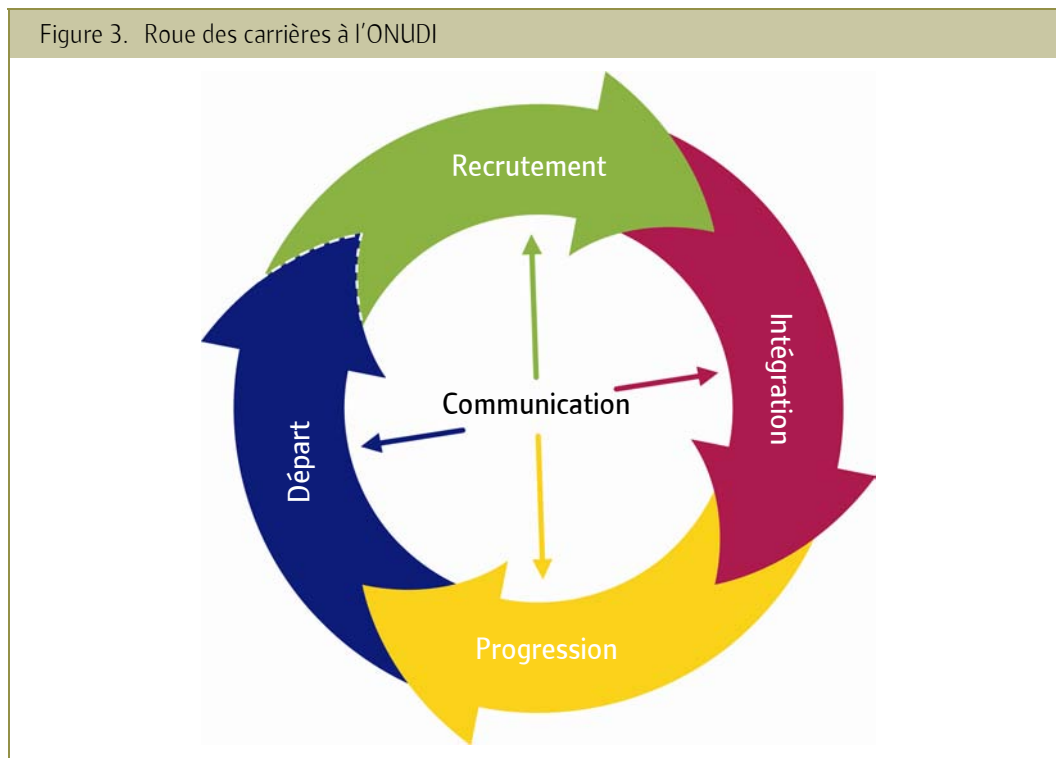 Figure 3. Roue des carrières à l'ONUDI
Recrutement
Intégration
Communication
Départ
Progression